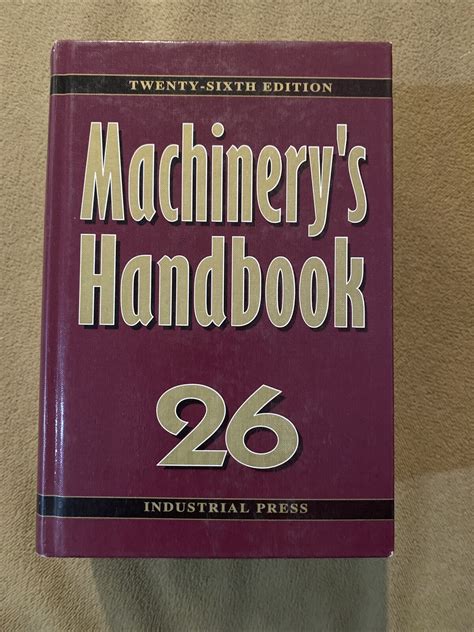 TWENTY-SIXTH EDITION
Machinery's
Handbook
26
INDUSTRIAL PRESS